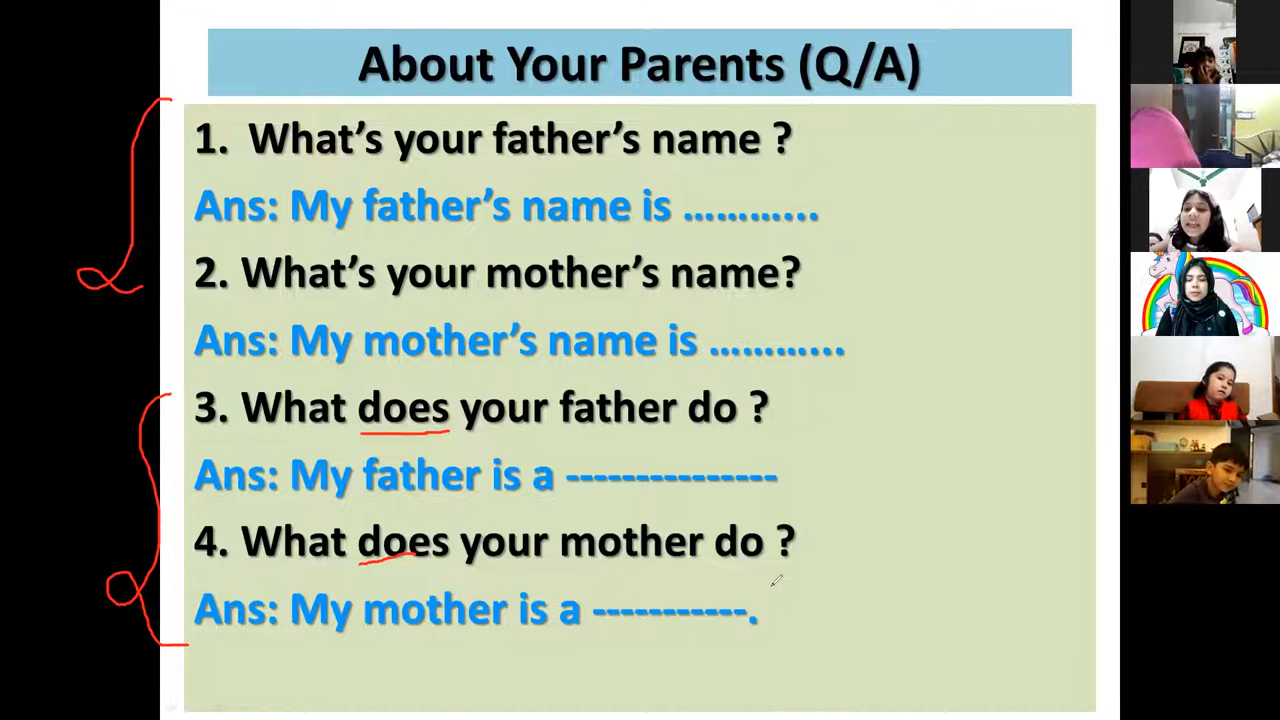 About Your Parents (Q/A)
1. What's your father's name ?
Ans: My father's name is …………...
2. What's your mother's name?
Ans: My mother's name is …………...
3. What does your father do ?
Ans: My father is a ---------------
4. What does your mother do ?
Ans: My mother is a -----------.